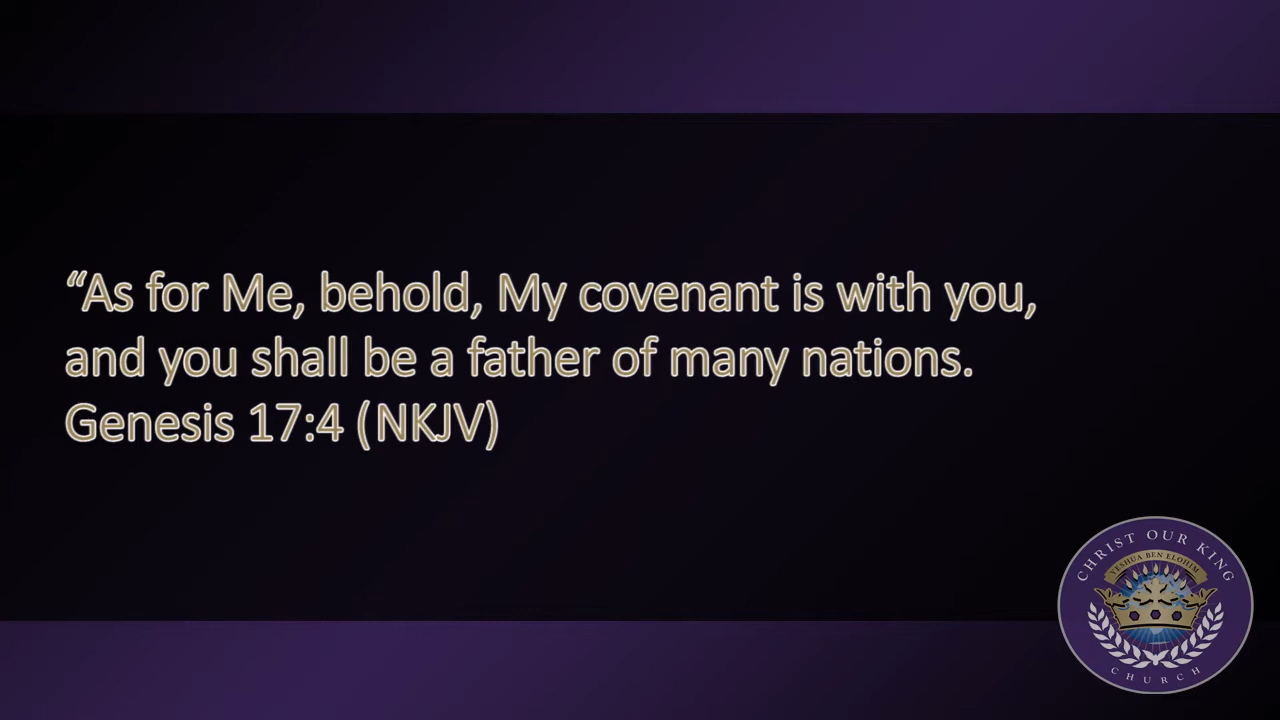 “As for Me, behold, My covenant is with you,
and you shall be a father of many nations.
Genesis 17:4 (NKJV)
CHRIST OUR KING
YESHUA BEN ELOHIM
CHURCH